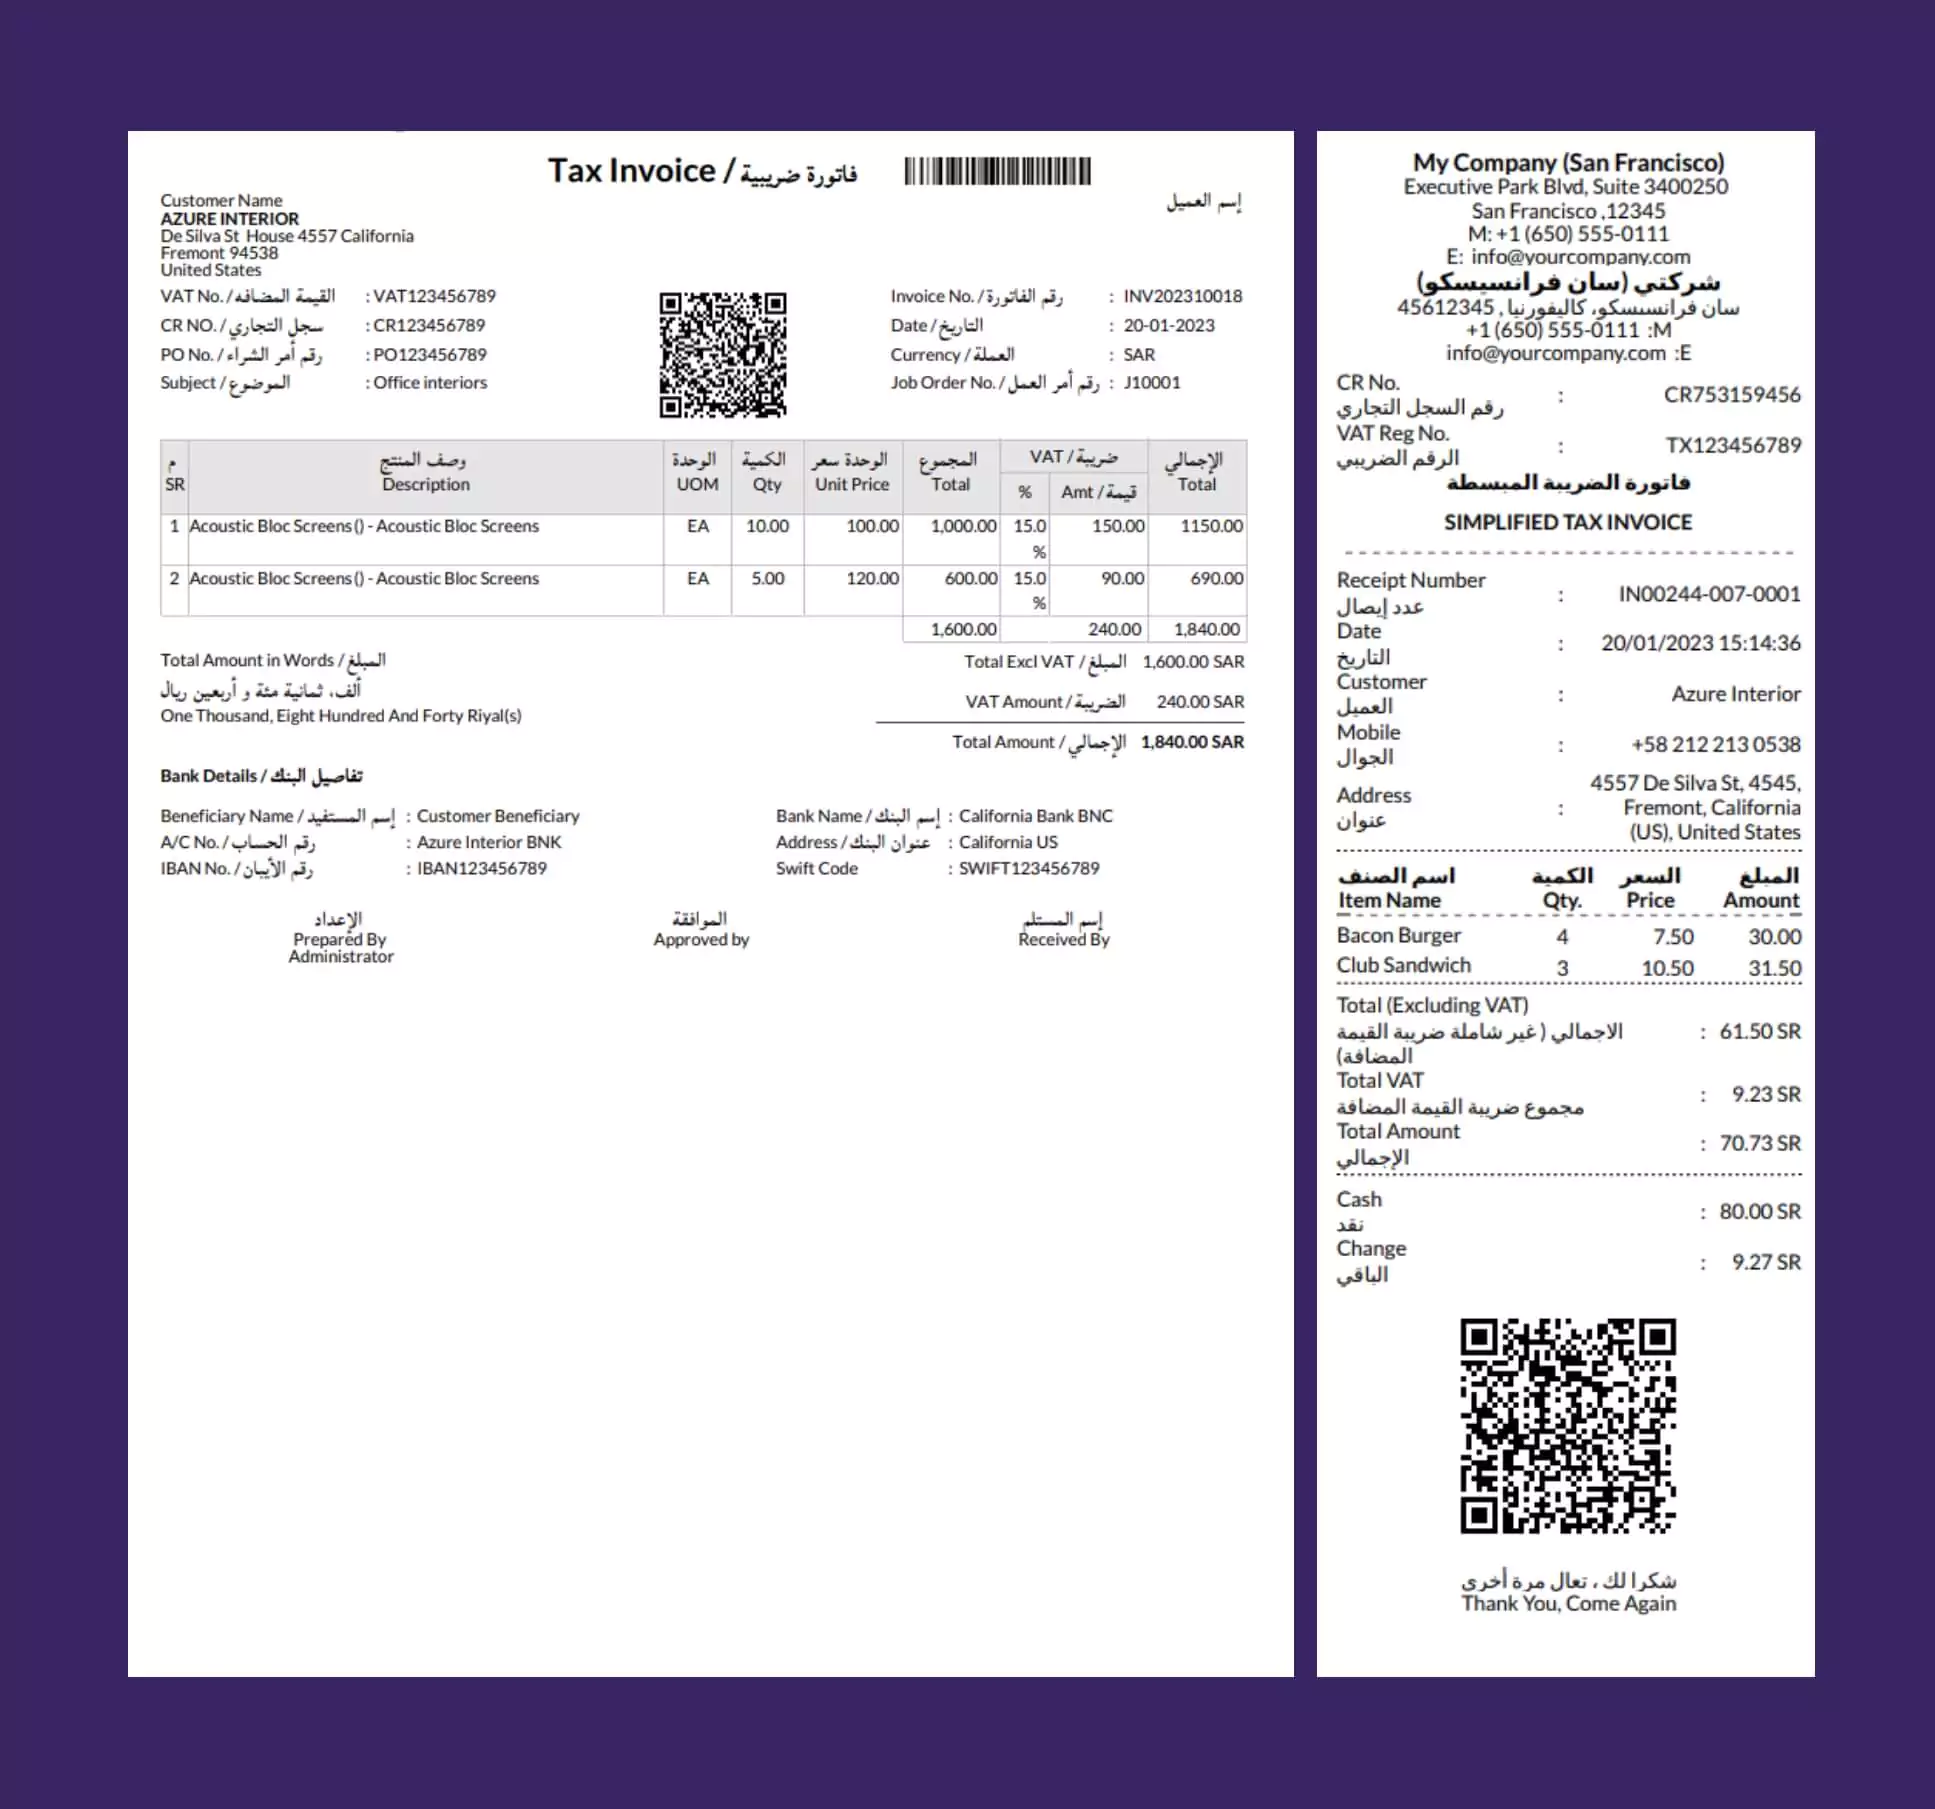 Tax Invoice / فاتورة ضريبية
Customer Name
إسم العميل
AZURE INTERIOR
De Silva St House 4557 California
Fremont 94538
United States
VAT No. / القيمة المضافه : VAT123456789
CR NO. / سجل التجاري : CR123456789
PO No. / رقم أمر الشراء : PO123456789
Subject / الموضوع : Office interiors
Invoice No. / رقم الفاتورة : INV202310018
Date / التاريخ : 20-01-2023
Currency / العملة : SAR
Job Order No. / رقم أمر العمل : J10001
م وصف المنتج الوحدة الكمية الوحدة سعر المجموع VAT / ضريبة الإجمالي
SR Description UOM Qty Unit Price Total % Amt / قيمة Total
1 Acoustic Bloc Screens () - Acoustic Bloc Screens EA 10.00 100.00 1,000.00 15.0 % 150.00 1150.00
2 Acoustic Bloc Screens () - Acoustic Bloc Screens EA 5.00 120.00 600.00 15.0 % 90.00 690.00
1,600.00 240.00 1,840.00
Total Amount in Words / المبلغ
ألف، ثمانية مئة و أربعين ريال
One Thousand, Eight Hundred And Forty Riyal(s)
Total Excl VAT / المبلغ 1,600.00 SAR
VAT Amount / الضريبة 240.00 SAR
Total Amount / الإجمالي 1,840.00 SAR
Bank Details / تفاصيل البنك
Beneficiary Name / إسم المستفيد : Customer Beneficiary
A/C No. / رقم الحساب : Azure Interior BNK
IBAN No. / رقم الأيبان : IBAN123456789
Bank Name / إسم البنك : California Bank BNC
Address / عنوان البنك : California US
Swift Code : SWIFT123456789
الإعداد
Prepared By
Administrator
الموافقة
Approved by
إسم المستلم
Received By
My Company (San Francisco)
Executive Park Blvd, Suite 3400250
San Francisco ,12345
M: +1 (650) 555-0111
E: info@yourcompany.com
شركتي (سان فرانسيسكو)
سان فرانسيسكو، كاليفورنيا , 45612345
+1 (650) 555-0111 :M
info@yourcompany.com :E
CR No.
رقم السجل التجاري : CR753159456
VAT Reg No.
الرقم الضريبي : TX123456789
فاتورة الضريبة المبسطة
SIMPLIFIED TAX INVOICE
Receipt Number
عدد إيصال : IN00244-007-0001
Date
التاريخ : 20/01/2023 15:14:36
Customer
العميل : Azure Interior
Mobile
الجوال : +58 212 213 0538
Address
عنوان : 4557 De Silva St, 4545,
Fremont, California
(US), United States
اسم الصنف الكمية السعر المبلغ
Item Name Qty. Price Amount
Bacon Burger 4 7.50 30.00
Club Sandwich 3 10.50 31.50
Total (Excluding VAT)
الاجمالي (غير شاملة ضريبة القيمة : 61.50 SR
المضافة)
Total VAT
مجموع ضريبة القيمة المضافة : 9.23 SR
Total Amount
الإجمالي : 70.73 SR
Cash
نقد : 80.00 SR
Change
الباقي : 9.27 SR
شكرا لك ، تعال مرة أخرى
Thank You, Come Again